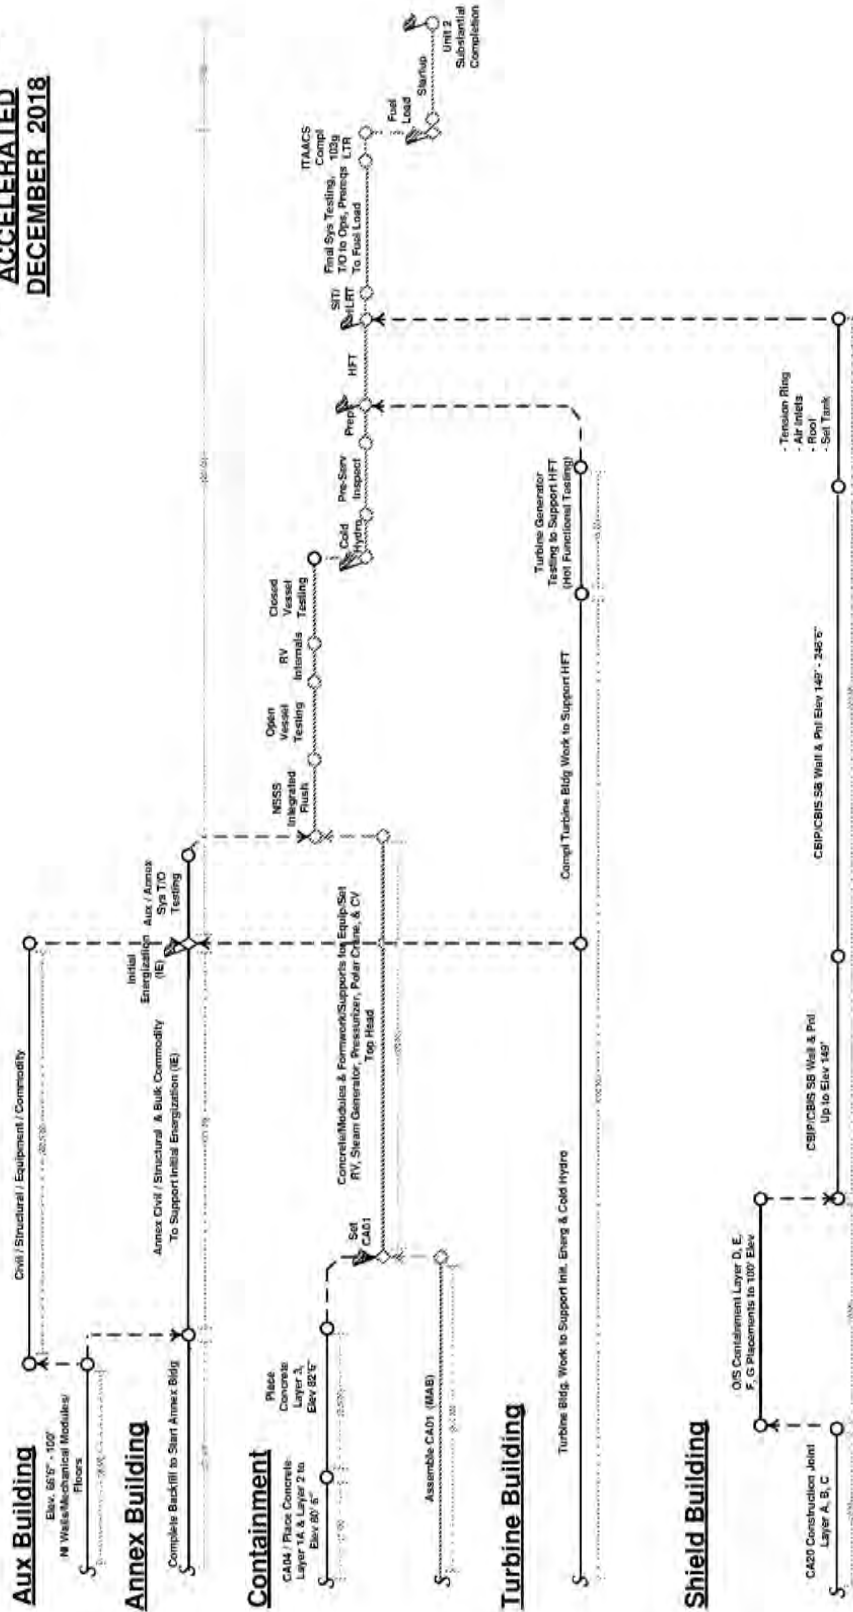 ACCELERATED
DECEMBER 2018
Aux Building
Elev. 66'6" - 100'
NI Walls/Mechanical Modules/
Floors
Civil / Structural / Equipment / Commodity
Annex Building
Complete Backfill to Start Annex Bldg
Annex Civil / Structural & Bulk Commodity
To Support Initial Energization (IE)
Initial
Energization
(IE)
Aux / Annex
Sys T/O
Testing
Containment
CA04 / Place Concrete
Layer 1A & Layer 2 to
Elev 80' 6"
Place
Concrete
Layer 3,
Elev 82'6"
Set
CA01
Assemble CA01 (MAB)
Concrete/Modules & Formwork/Supports for Equip/Set
RV, Steam Generator, Pressurizer, Polar Crane, & CV
Top Head
NSSS
Integrated
Flush
Open
Vessel
Testing
RV
Internals
Closed
Vessel
Testing
Cold
Hydro
Pre-Serv
Inspect
Prep
HFT
SIT/
ILRT
Final Sys Testing,
T/O to Ops, Prereqs
To Fuel Load
ITAACS
Compl
103g
LTR
Fuel
Load
Startup
Unit 2
Substantial
Completion
Turbine Building
Turbine Bldg. Work to Support Init. Energ & Cold Hydro
Compl Turbine Bldg Work to Support HFT
Turbine Generator
Testing to Support HFT
(Hot Functional Testing)
Shield Building
CA20 Construction Joint
Layer A, B, C
O/S Containment Layer D, E,
F, G Placements to 100' Elev
CBIP/CBIS SB Wall & Pnl
Up to Elev 149'
CBIP/CBIS SB Wall & Pnl Elev 149' - 248'6"
- Tension Ring
- Air Inlets
- Roof
- Set Tank